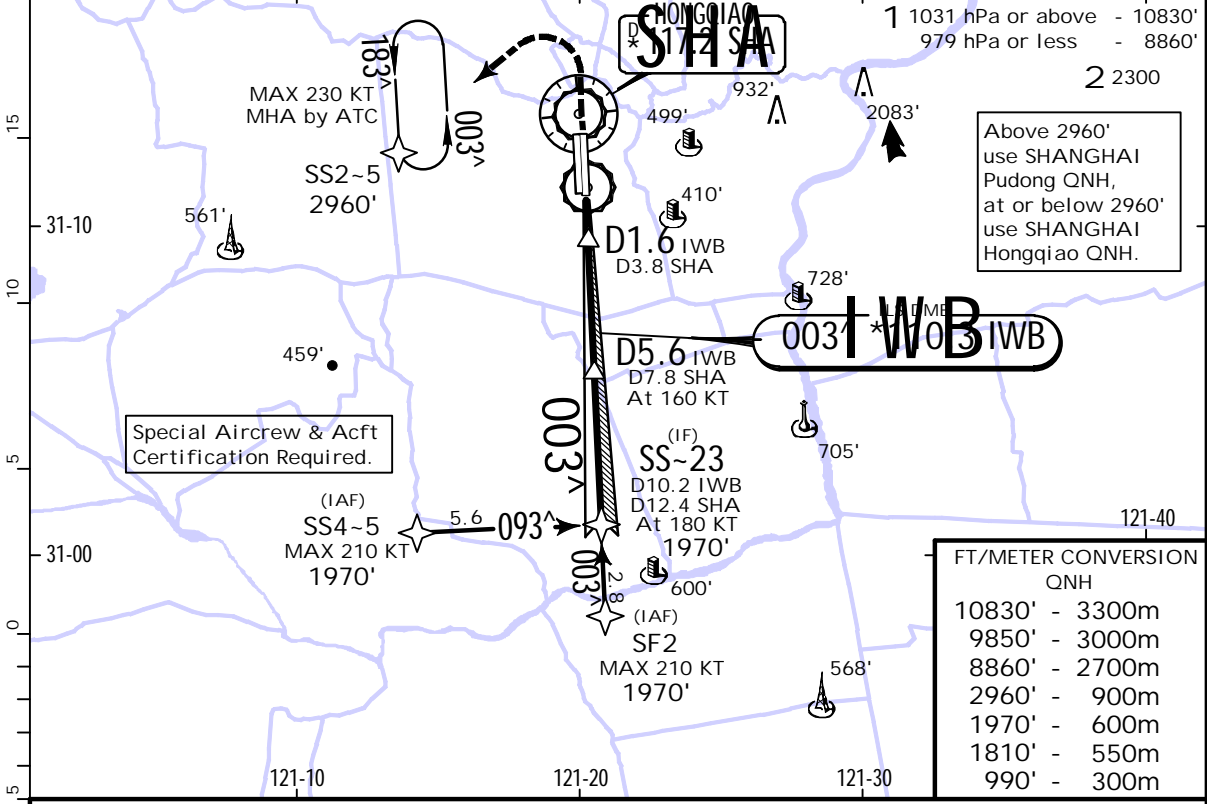 1 1031 hPa or above - 10830'
979 hPa or less - 8860'
2 2300
HONGQIAO
D
* 117.2 SHA
SHA
183^
003^
MAX 230 KT
MHA by ATC
SS2~5
2960'
932'
2083'
499'
410'
Above 2960'
use SHANGHAI
Pudong QNH,
at or below 2960'
use SHANGHAI
Hongqiao QNH.
15
31-10
561'
D1.6 IWB
D3.8 SHA
10
728'
ILS DME
003^
IWB
IWB
459'
D5.6 IWB
D7.8 SHA
At 160 KT
Special Aircrew & Acft
Certification Required.
003^
705'
5
(IF)
SS~23
D10.2 IWB
D12.4 SHA
At 180 KT
1970'
(IAF)
SS4~5
MAX 210 KT
1970'
5.6
093^
121-40
31-00
003^
2.8
600'
(IAF)
SF2
MAX 210 KT
1970'
0
568'
FT/METER CONVERSION
QNH
10830' - 3300m
9850' - 3000m
8860' - 2700m
2960' - 900m
1970' - 600m
1810' - 550m
990' - 300m
5
121-10
121-20
121-30